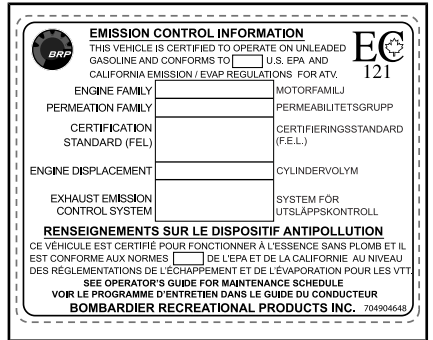 EMISSION CONTROL INFORMATION
BRP
THIS VEHICLE IS CERTIFIED TO OPERATE ON UNLEADED
GASOLINE AND CONFORMS TO U.S. EPA AND
CALIFORNIA EMISSION / EVAP REGULATIONS FOR ATV.
EC
121
ENGINE FAMILY MOTORFAMILJ
PERMEATION FAMILY PERMEABILITETSGRUPP
CERTIFICATION CERTIFIERINGSSTANDARD
STANDARD (FEL) (F.E.L.)
ENGINE DISPLACEMENT CYLINDERVOLYM
EXHAUST EMISSION SYSTEM FÖR
CONTROL SYSTEM UTSLÄPPSKONTROLL
RENSEIGNEMENTS SUR LE DISPOSITIF ANTIPOLLUTION
CE VÉHICULE EST CERTIFIÉ POUR FONCTIONNER À L'ESSENCE SANS PLOMB ET IL
EST CONFORME AUX NORMES DE L'EPA ET DE LA CALIFORNIE AU NIVEAU
DES RÉGLEMENTATIONS DE L'ÉCHAPPEMENT ET DE L'ÉVAPORATION POUR LES VTT.
SEE OPERATOR'S GUIDE FOR MAINTENANCE SCHEDULE
VOIR LE PROGRAMME D'ENTRETIEN DANS LE GUIDE DU CONDUCTEUR
BOMBARDIER RECREATIONAL PRODUCTS INC. 704904648